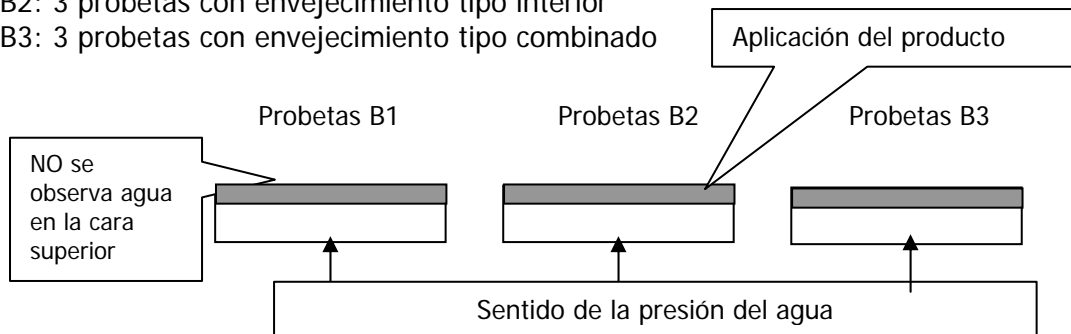 B2: 3 probetas con envejecimiento tipo interior
B3: 3 probetas con envejecimiento tipo combinado
Aplicación del producto
Probetas B1
Probetas B2
Probetas B3
NO se
observa agua
en la cara
superior
Sentido de la presión del agua